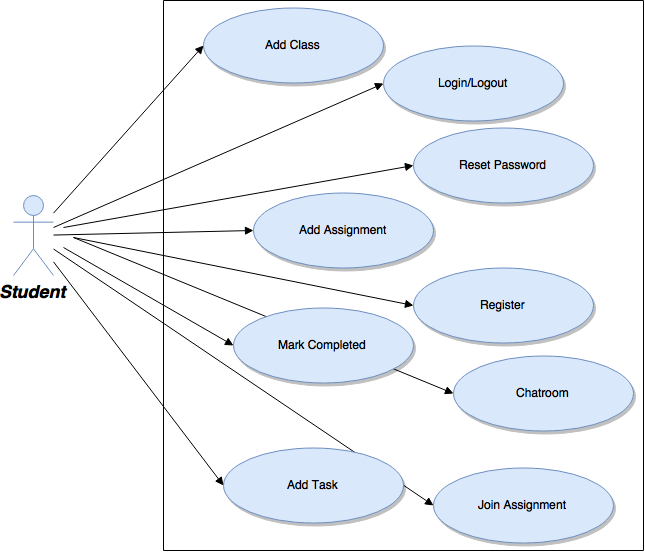 Add Class
Login/Logout
Reset Password
Add Assignment
Student
Register
Mark Completed
Chatroom
Add Task
Join Assignment